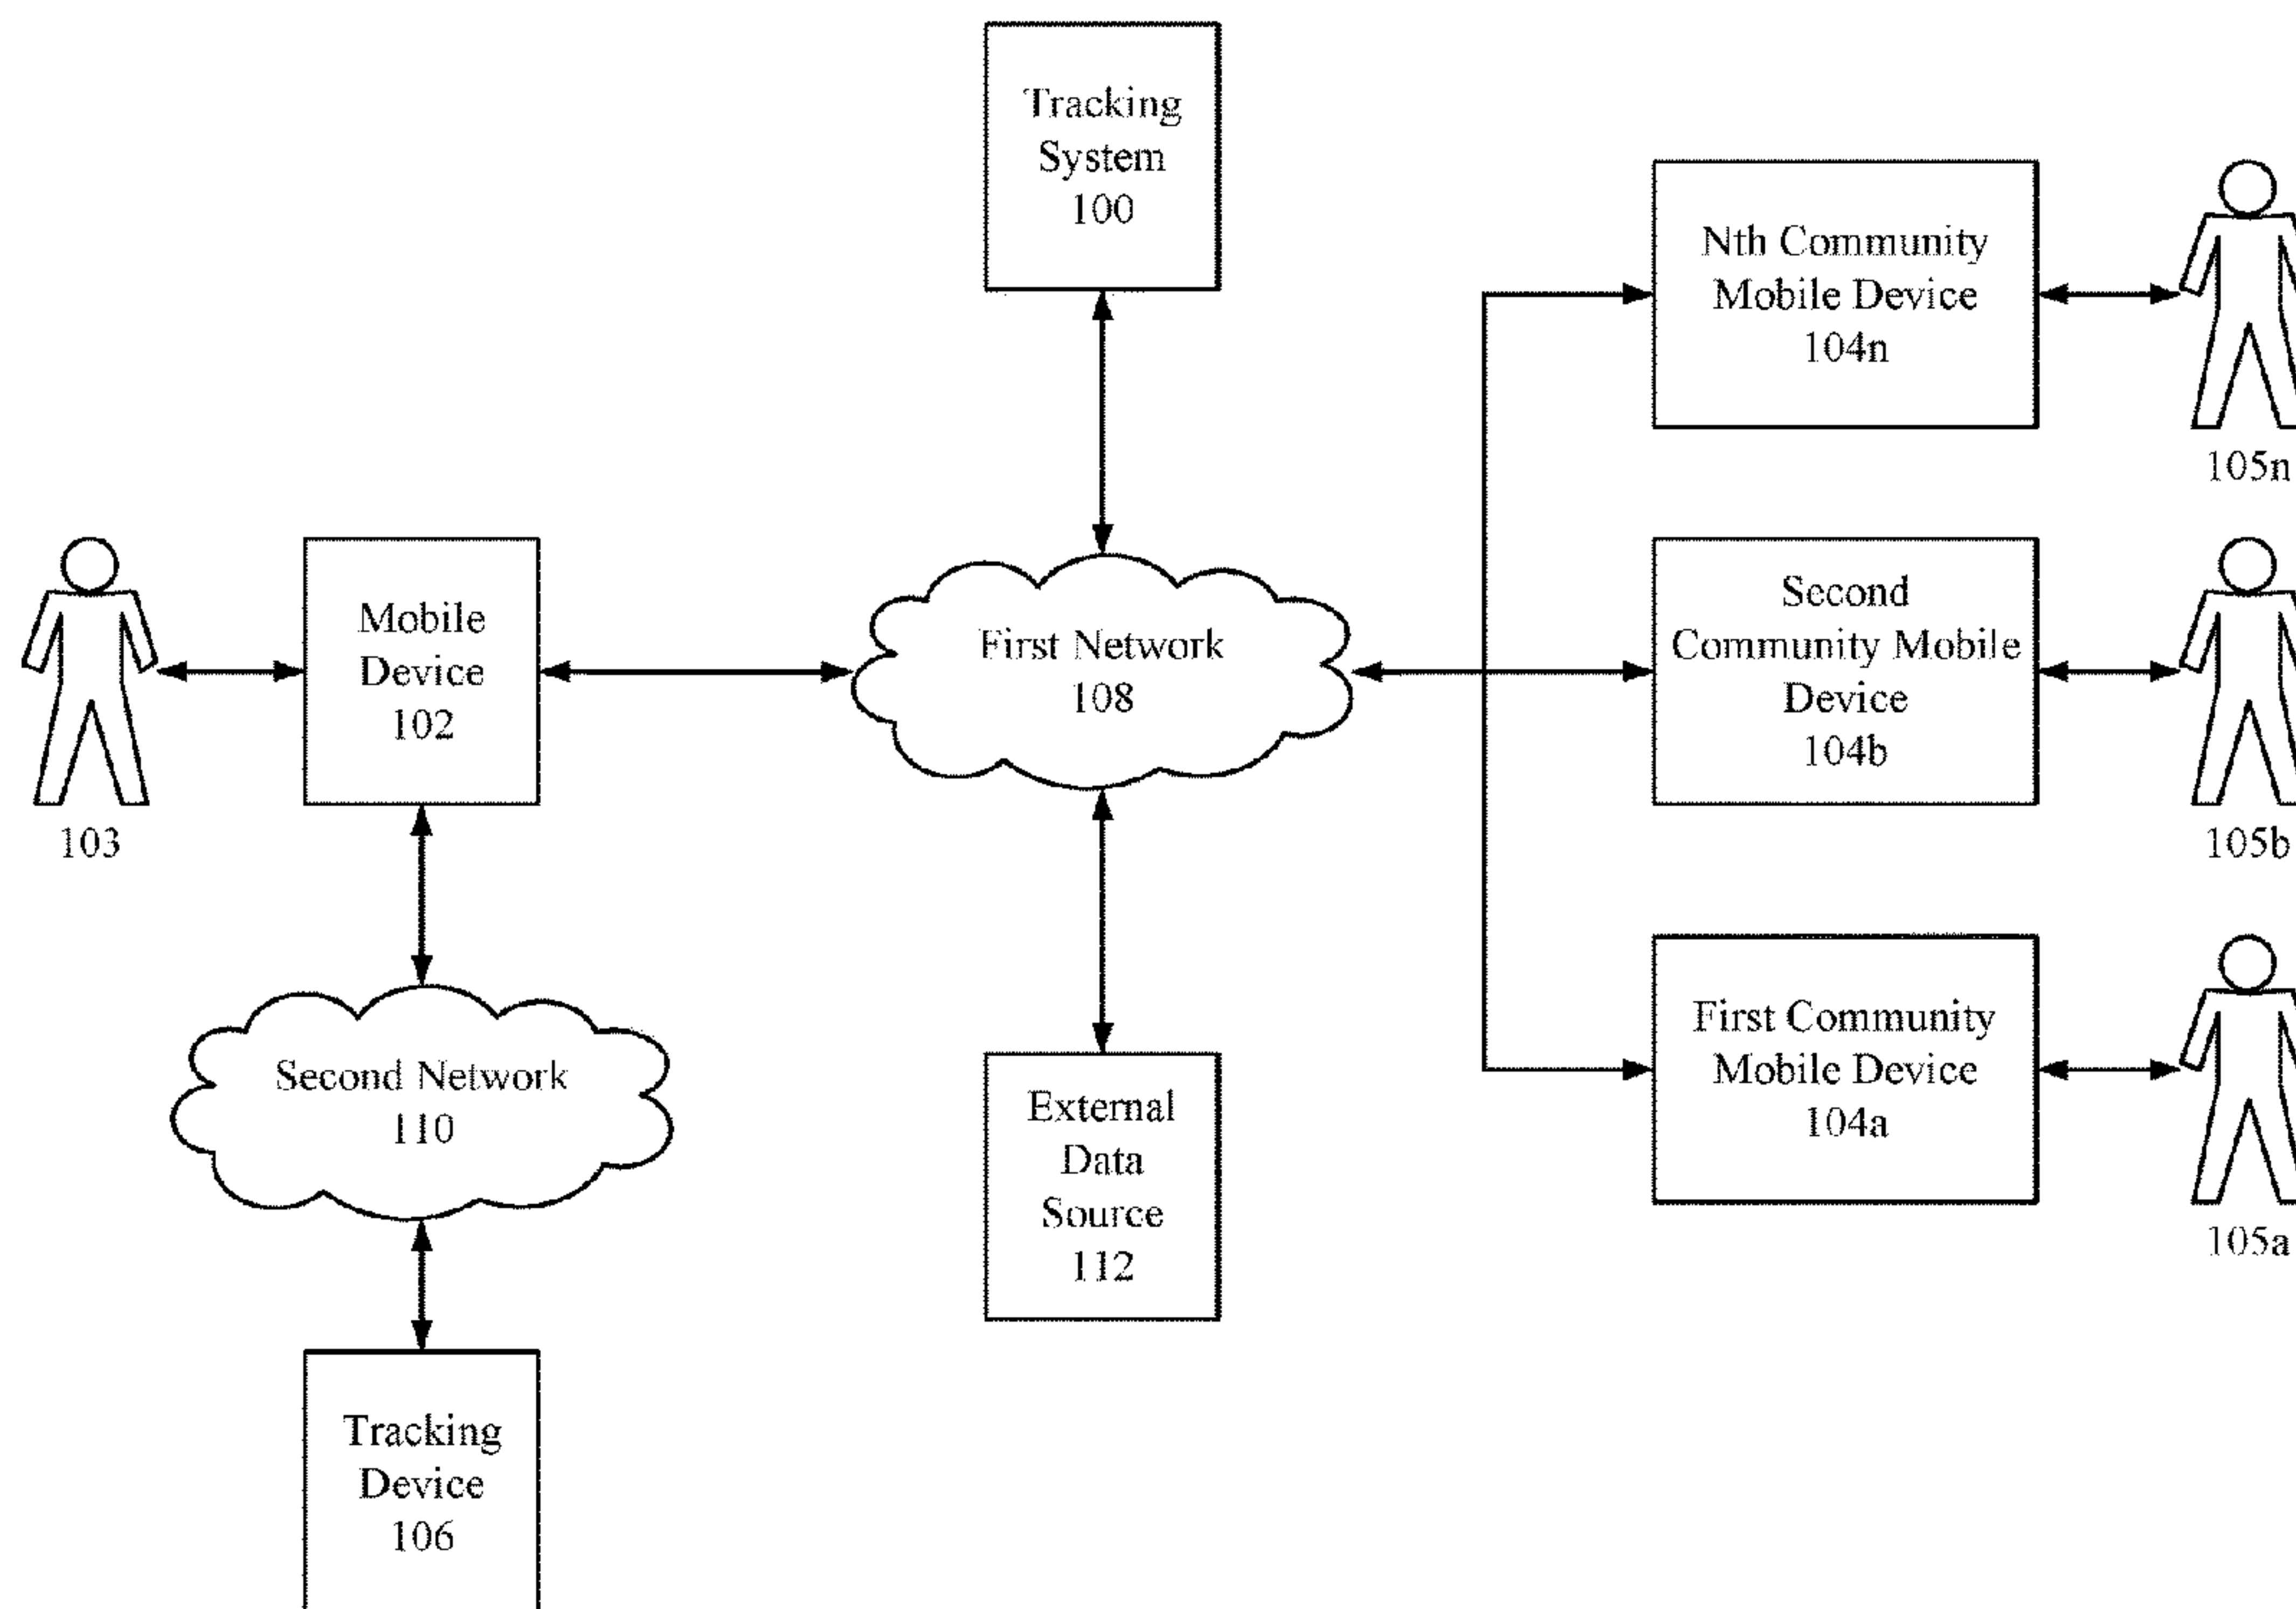 Tracking
System
100
Nth Community
Mobile Device
104n
105n
Mobile
Device
102
103
First Network
108
Second
Community Mobile
Device
104b
105b
Second Network
110
External
Data
Source
112
First Community
Mobile Device
104a
105a
Tracking
Device
106